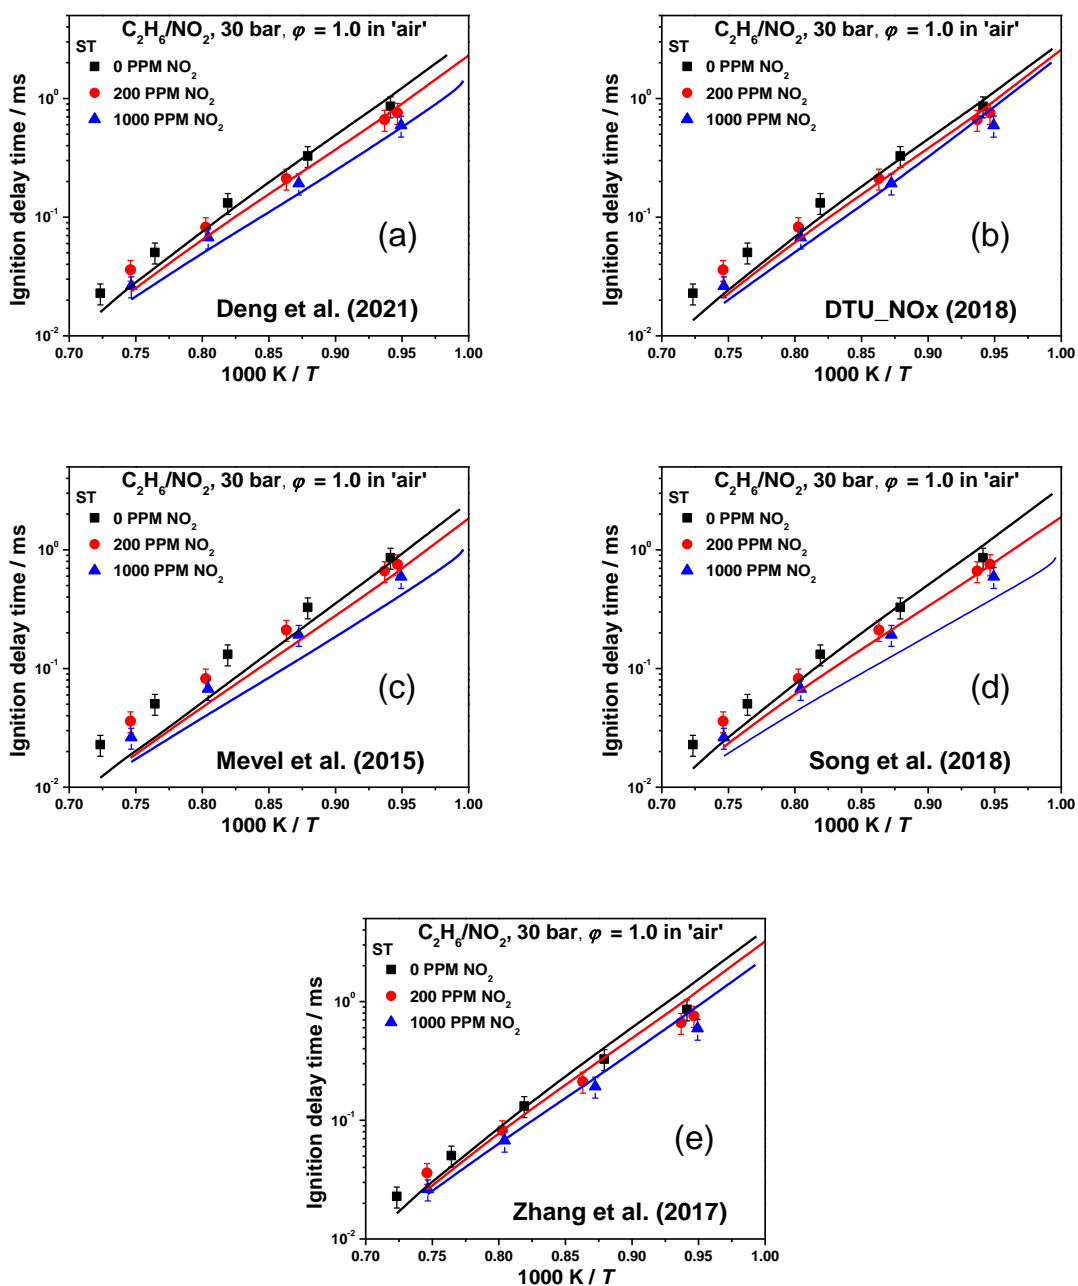 C₂H₆/NO₂, 30 bar, φ = 1.0 in 'air'
ST
0 PPM NO₂
200 PPM NO₂
1000 PPM NO₂
Ignition delay time / ms
10⁰
10⁻¹
10⁻²
(a)
Deng et al. (2021)
0.70 0.75 0.80 0.85 0.90 0.95 1.00
1000 K / T
C₂H₆/NO₂, 30 bar, φ = 1.0 in 'air'
ST
0 PPM NO₂
200 PPM NO₂
1000 PPM NO₂
Ignition delay time / ms
10⁰
10⁻¹
10⁻²
(b)
DTU_NOx (2018)
0.70 0.75 0.80 0.85 0.90 0.95 1.00
1000 K / T
C₂H₆/NO₂, 30 bar, φ = 1.0 in 'air'
ST
0 PPM NO₂
200 PPM NO₂
1000 PPM NO₂
Ignition delay time / ms
10⁰
10⁻¹
10⁻²
(c)
Mevel et al. (2015)
0.70 0.75 0.80 0.85 0.90 0.95 1.00
1000 K / T
C₂H₆/NO₂, 30 bar, φ = 1.0 in 'air'
ST
0 PPM NO₂
200 PPM NO₂
1000 PPM NO₂
Ignition delay time / ms
10⁰
10⁻¹
10⁻²
(d)
Song et al. (2018)
0.70 0.75 0.80 0.85 0.90 0.95 1.00
1000 K / T
C₂H₆/NO₂, 30 bar, φ = 1.0 in 'air'
ST
0 PPM NO₂
200 PPM NO₂
1000 PPM NO₂
Ignition delay time / ms
10⁰
10⁻¹
10⁻²
(e)
Zhang et al. (2017)
0.70 0.75 0.80 0.85 0.90 0.95 1.00
1000 K / T